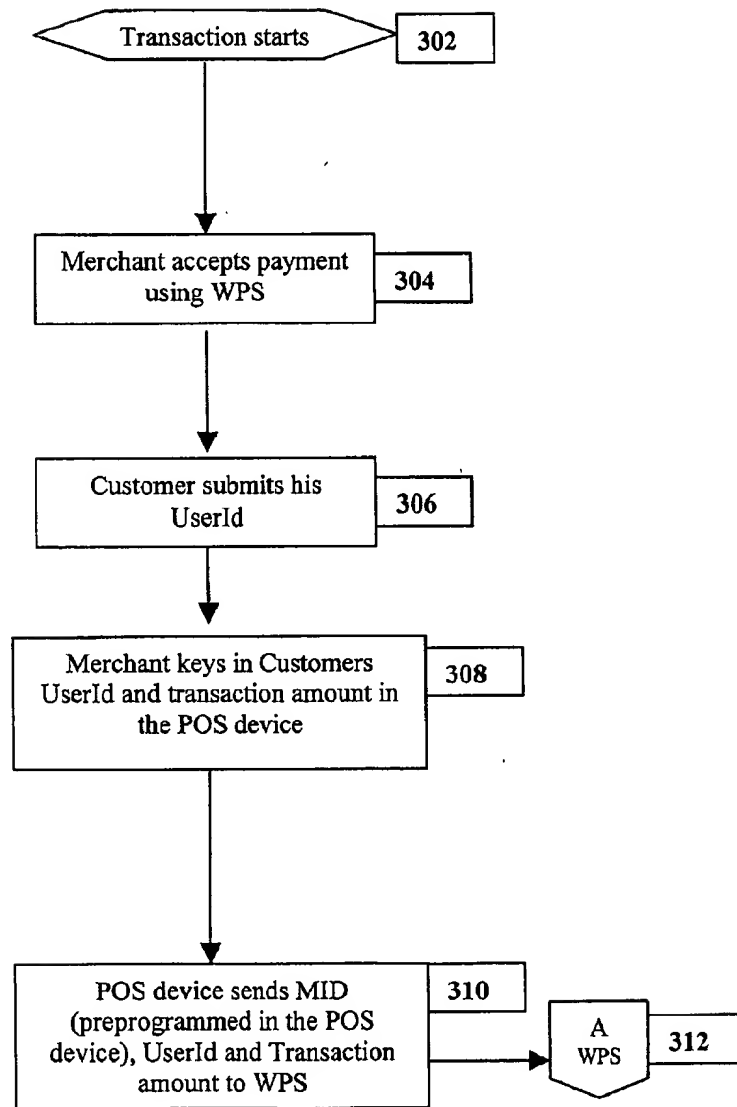 Transaction starts
302
Merchant accepts payment
using WPS
304
Customer submits his
UserId
306
Merchant keys in Customers
UserId and transaction amount in
the POS device
308
POS device sends MID
(preprogrammed in the POS
device), UserId and Transaction
amount to WPS
310
A
WPS
312